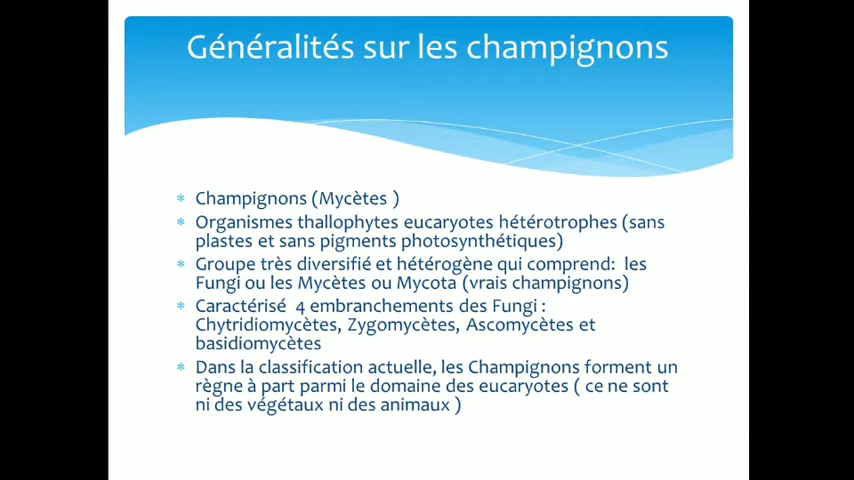 Généralités sur les champignons
* Champignons (Mycètes )
* Organismes thallophytes eucaryotes hétérotrophes (sans
plastes et sans pigments photosynthétiques)
* Groupe très diversifié et hétérogène qui comprend:  les
Fungi ou les Mycètes ou Mycota (vrais champignons)
* Caractérisé  4 embranchements des Fungi :
Chytridiomycètes, Zygomycètes, Ascomycètes et
basidiomycètes
* Dans la classification actuelle, les Champignons forment un
règne à part parmi le domaine des eucaryotes ( ce ne sont
ni des végétaux ni des animaux )